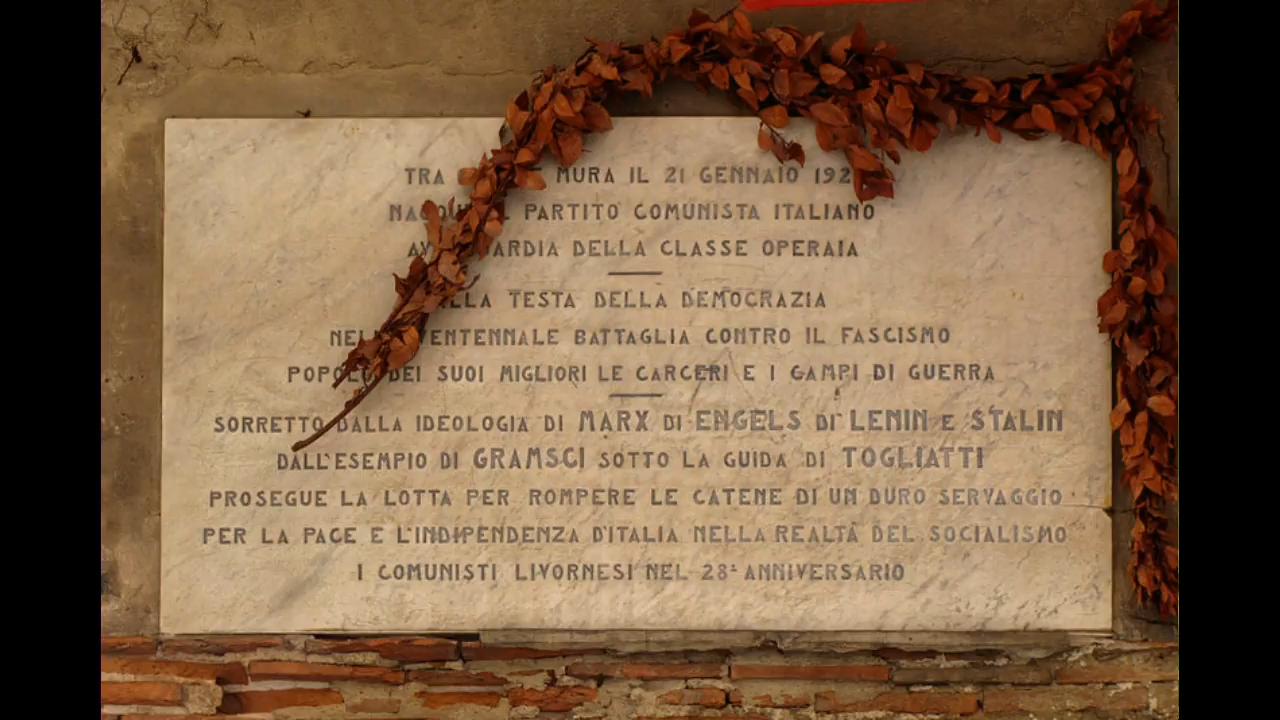 TRA MURA IL 21 GENNAIO 192
PARTITO COMUNISTA ITALIANO
DELLA CLASSE OPERAIA
TESTA DELLA DEMOCRAZIA
VENTENNALE BATTAGLIA CONTRO IL FASCISMO
POPOLÒ DEI SUOI MIGLIORI LE CARCERI E I CAMPI DI GUERRA
SORRETTO DALLA IDEOLOGIA DI MARX DI ENGELS DI LENIN E STALIN
DALL'ESEMPIO DI GRAMSCI SOTTO LA GUIDA DI TOGLIATTI
PROSEGUE LA LOTTA PER ROMPERE LE CATENE DI UN DURO SERVAGGIO
PER LA PACE E L'INDIPENDENZA D'ITALIA NELLA REALTÀ DEL SOCIALISMO
I COMUNISTI LIVORNESI NEL 28º ANNIVERSARIO